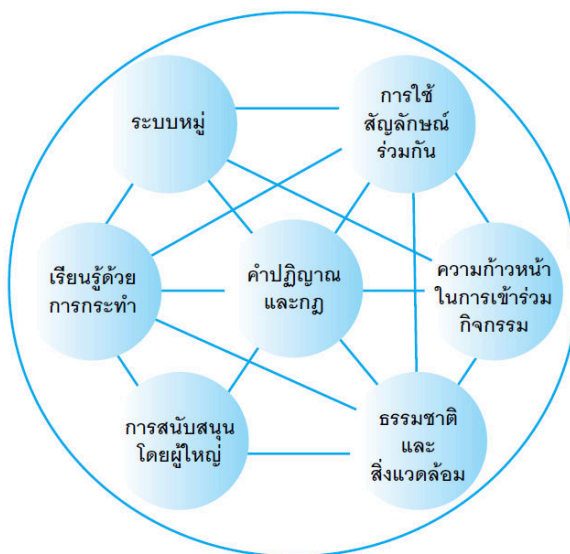 ระบบหมู่
การใช้
สัญลักษณ์
ร่วมกัน
เรียนรู้ด้วย
การกระทำ
คำปฏิญาณ
และกฎ
ความก้าวหน้า
ในการเข้าร่วม
กิจกรรม
การสนับสนุน
โดยผู้ใหญ่
ธรรมชาติ
และ
สิ่งแวดล้อม